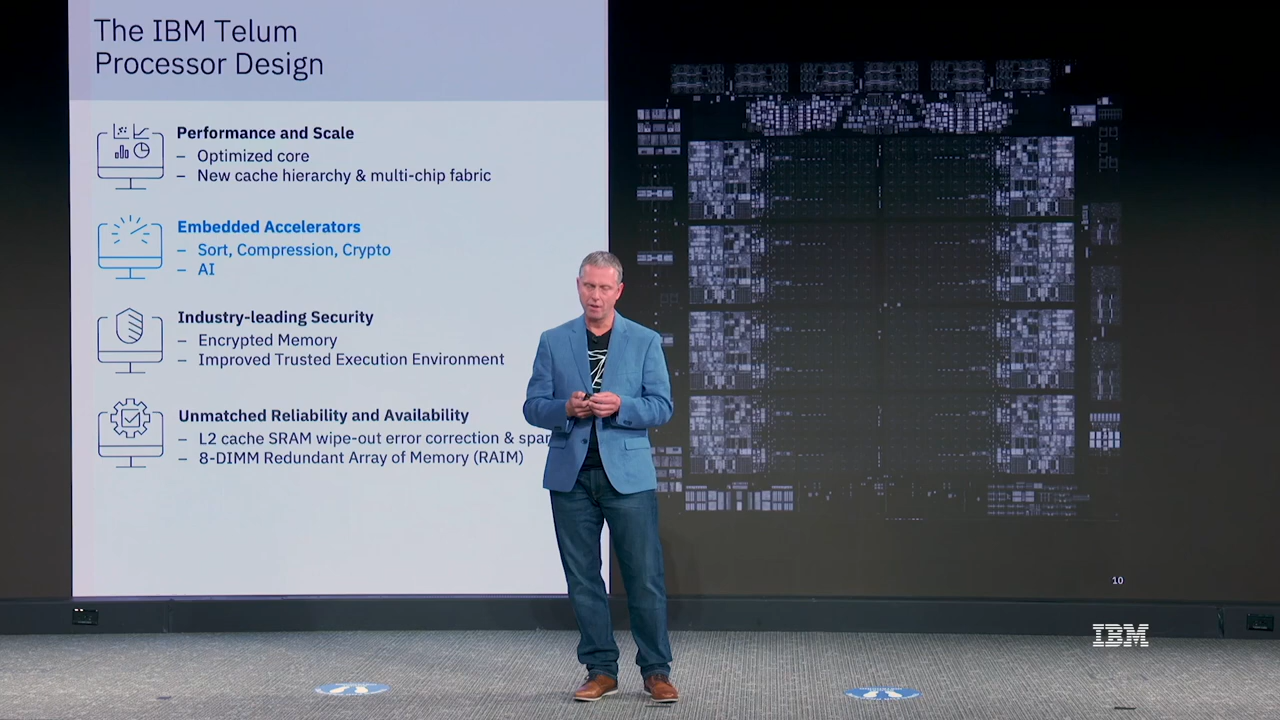 The IBM Telum
Processor Design
Performance and Scale
– Optimized core
– New cache hierarchy & multi-chip fabric
Embedded Accelerators
– Sort, Compression, Crypto
– AI
Industry-leading Security
– Encrypted Memory
– Improved Trusted Execution Environment
Unmatched Reliability and Availability
– L2 cache SRAM wipe-out error correction & spar
– 8-DIMM Redundant Array of Memory (RAIM)
10
IBM